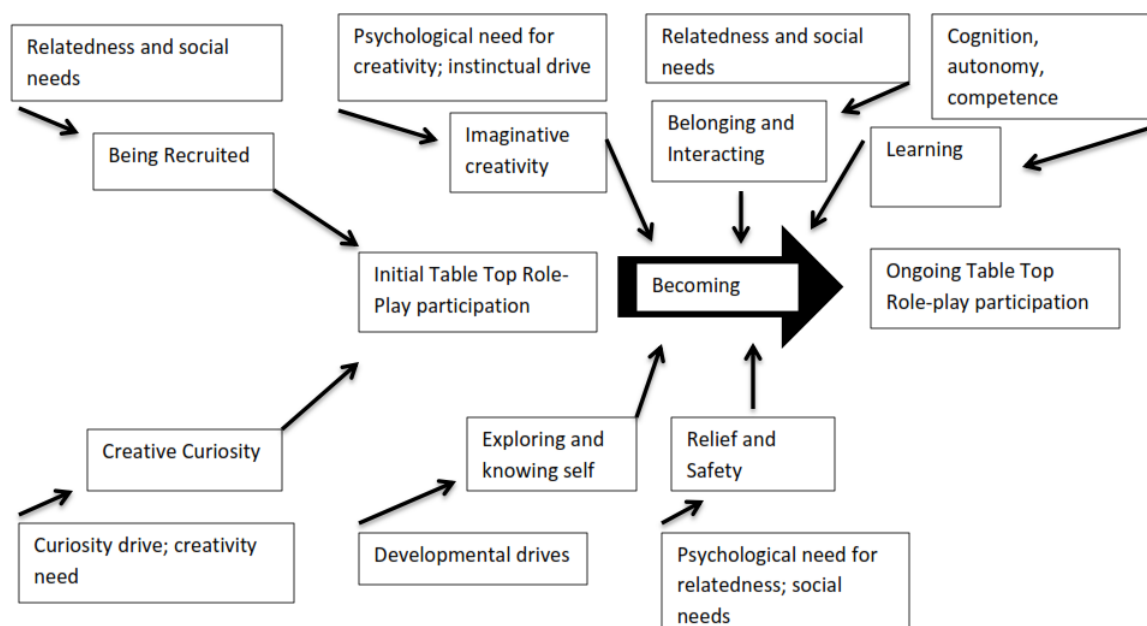 Relatedness and social
needs
Psychological need for
creativity; instinctual drive
Relatedness and social
needs
Cognition,
autonomy,
competence
Being Recruited
Imaginative
creativity
Belonging and
Interacting
Learning
Initial Table Top Role-
Play participation
Becoming
Ongoing Table Top
Role-play participation
Creative Curiosity
Exploring and
knowing self
Relief and
Safety
Curiosity drive; creativity
need
Developmental drives
Psychological need for
relatedness; social
needs